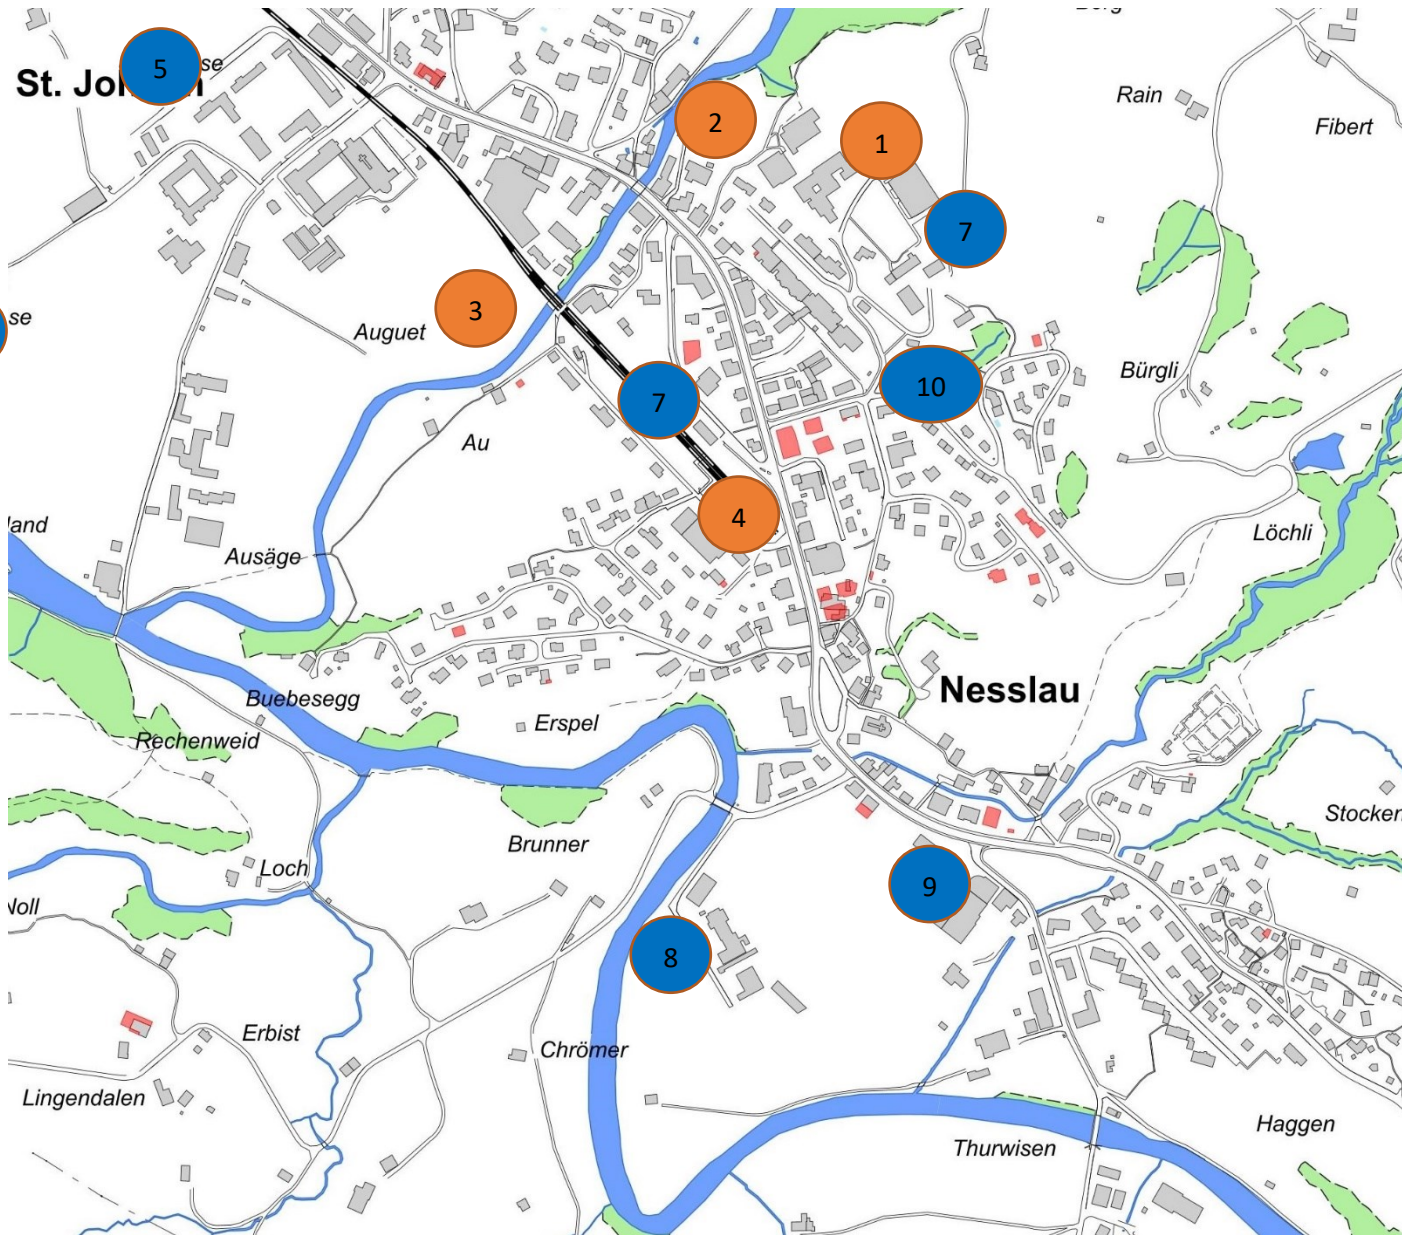 5
se
St. Jo n
2
1
Rain
Fibert
7
3
se
Auguet
Bürgli
7
10
Au
4
land
Ausäge
Löchli
Buebesegg
Nesslau
Erspel
Rechenweid
Brunner
Stocken
Loch
9
Noll
8
Erbist
Chrömer
Lingendalen
Haggen
Thurwisen